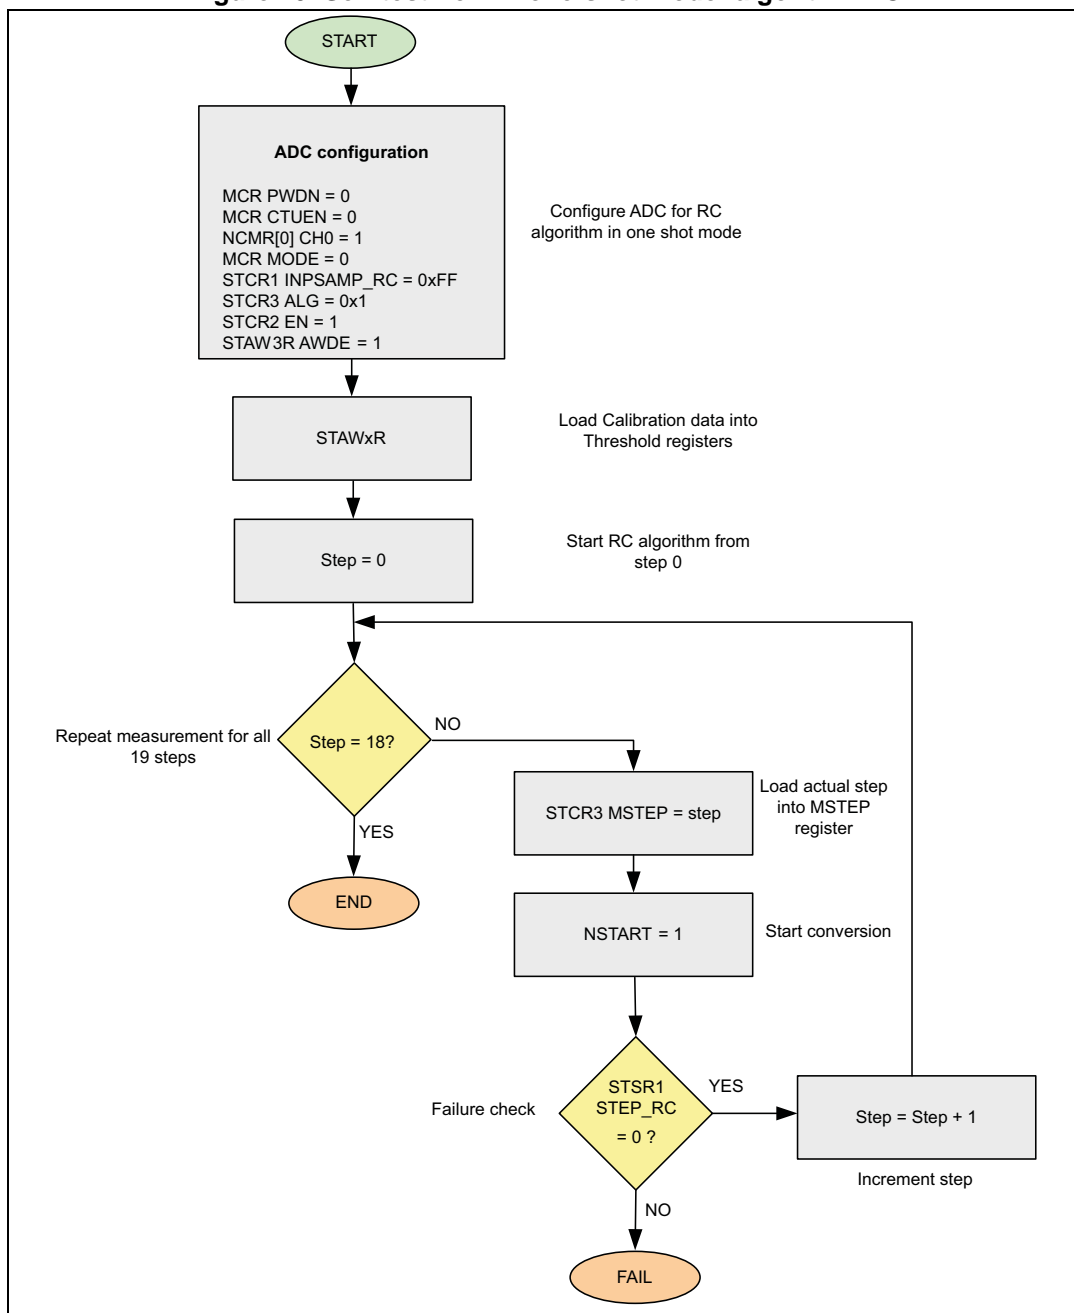 START
ADC configuration
MCR PWDN = 0
MCR CTUEN = 0
NCMR[0] CH0 = 1
MCR MODE = 0
STCR1 INPSAMP_RC = 0xFF
STCR3 ALG = 0x1
STCR2 EN = 1
STAW3R AWDE = 1
Configure ADC for RC
algorithm in one shot mode
STAWxR
Load Calibration data into
Threshold registers
Step = 0
Start RC algorithm from
step 0
Repeat measurement for all
19 steps
Step = 18?
NO
YES
END
STCR3 MSTEP = step
Load actual step
into MSTEP
register
NSTART = 1
Start conversion
Failure check
STSR1
STEP_RC
= 0 ?
YES
Step = Step + 1
Increment step
NO
FAIL